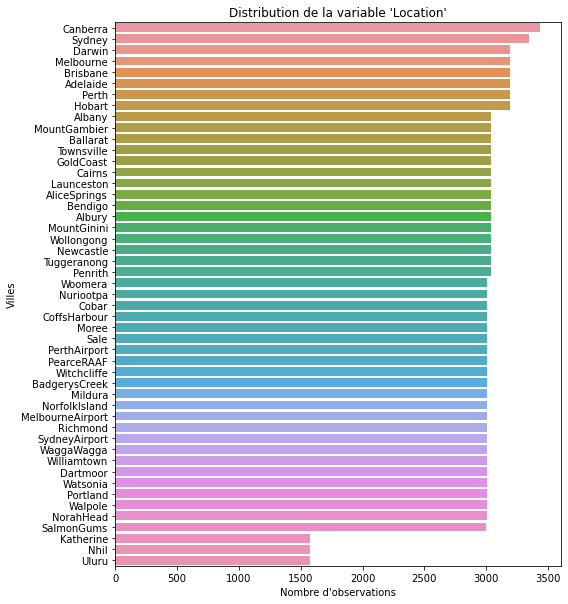 Distribution de la variable 'Location'
Canberra
Sydney
Darwin
Melbourne
Brisbane
Adelaide
Perth
Hobart
Albany
MountGambier
Ballarat
Townsville
GoldCoast
Cairns
Launceston
AliceSprings
Bendigo
Albury
MountGinini
Wollongong
Newcastle
Tuggeranong
Penrith
Woomera
Nuriootpa
Cobar
CoffsHarbour
Moree
Sale
PerthAirport
PearceRAAF
Witchcliffe
BadgerysCreek
Mildura
NorfolkIsland
MelbourneAirport
Richmond
SydneyAirport
WaggaWagga
Williamtown
Dartmoor
Watsonia
Portland
Walpole
NorahHead
SalmonGums
Katherine
Nhil
Uluru
Villes
0 500 1000 1500 2000 2500 3000 3500
Nombre d'observations